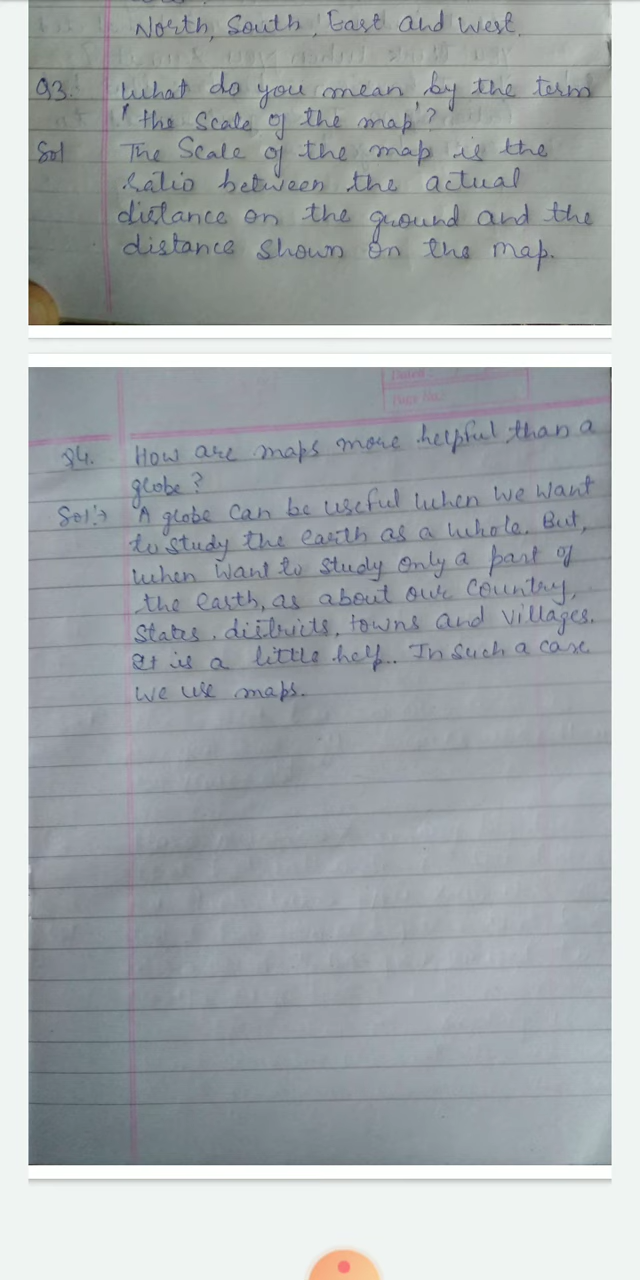 North, South, East and West.
Q3. What do you mean by the term
'the Scale of the map'?
Sol The Scale of the map is the
ratio between the actual
distance on the ground and the
distance shown on the map.
Q4. How are maps more helpful than a
globe?
Sol:→ A globe can be useful when we want
to study the earth as a whole. But,
when want to study only a part of
the earth, as about our country,
states, districts, towns and villages.
It is a little help. In such a case
we use maps.